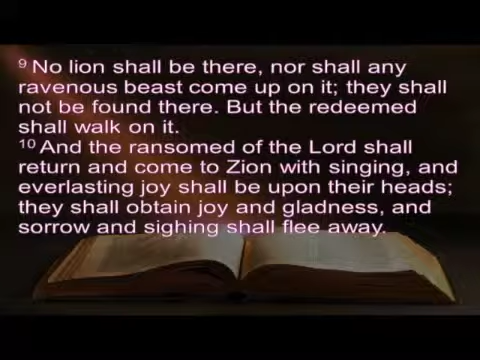 9 No lion shall be there, nor shall any
ravenous beast come up on it; they shall
not be found there. But the redeemed
shall walk on it.
10 And the ransomed of the Lord shall
return and come to Zion with singing, and
everlasting joy shall be upon their heads;
they shall obtain joy and gladness, and
sorrow and sighing shall flee away.